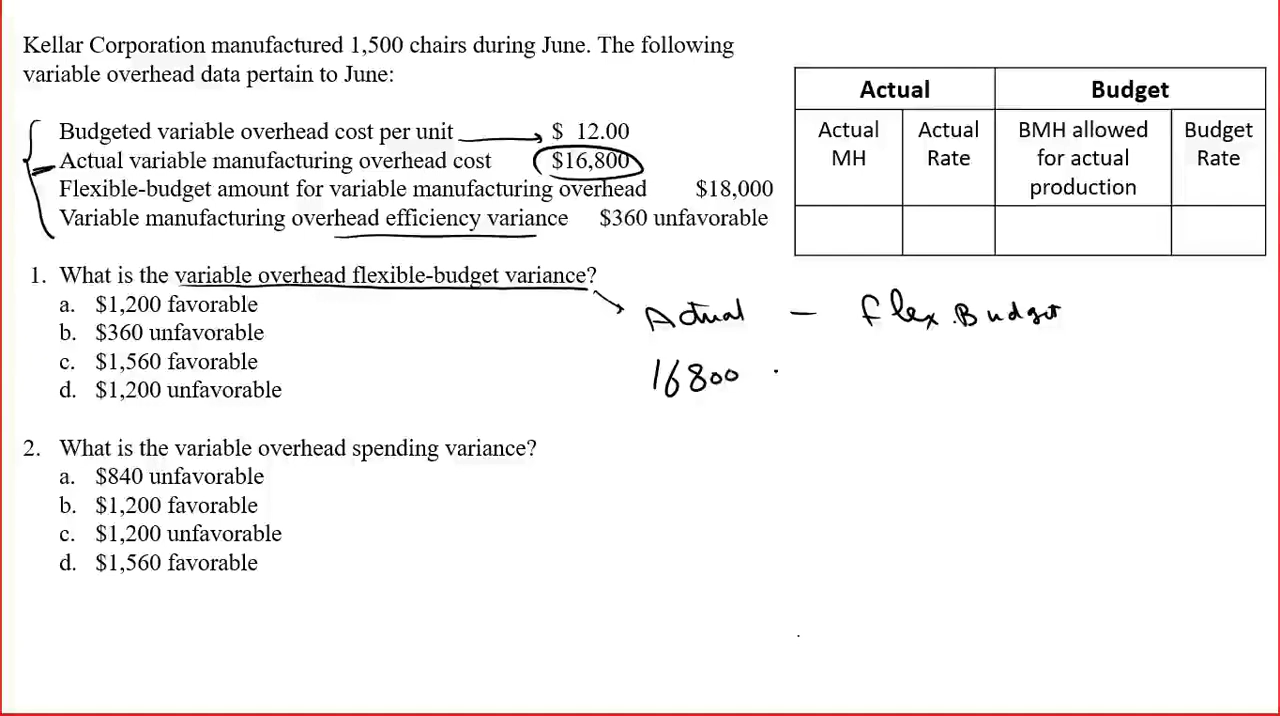 Kellar Corporation manufactured 1,500 chairs during June. The following
variable overhead data pertain to June:
Budgeted variable overhead cost per unit $ 12.00
Actual variable manufacturing overhead cost $16,800
Flexible-budget amount for variable manufacturing overhead $18,000
Variable manufacturing overhead efficiency variance $360 unfavorable
Actual Budget
Actual MH Actual Rate BMH allowed for actual production Budget Rate
1. What is the variable overhead flexible-budget variance?
a. $1,200 favorable
b. $360 unfavorable
c. $1,560 favorable
d. $1,200 unfavorable
Actual – Flex Budget
16800
2. What is the variable overhead spending variance?
a. $840 unfavorable
b. $1,200 favorable
c. $1,200 unfavorable
d. $1,560 favorable